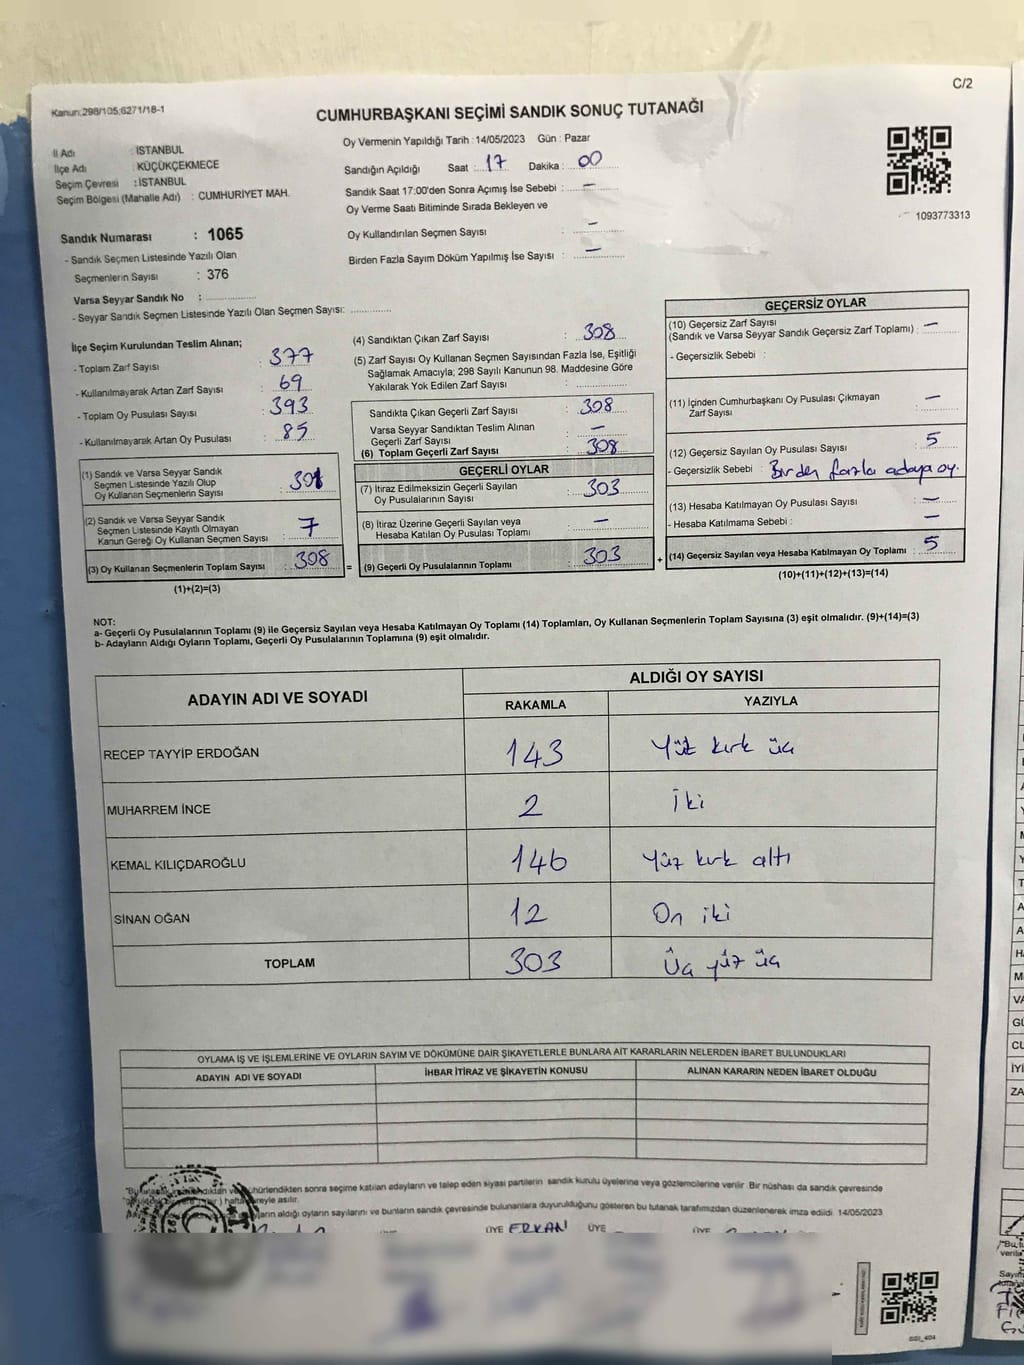 C/2
Kanun:298/105;6271/18-1
CUMHURBAŞKANI SEÇİMİ SANDIK SONUÇ TUTANAĞI
İl Adı : İSTANBUL
İlçe Adı : KÜÇÜKÇEKMECE
Seçim Çevresi : İSTANBUL
Seçim Bölgesi (Mahalle Adı) : CUMHURİYET MAH.
Oy Vermenin Yapıldığı Tarih : 14/05/2023 Gün : Pazar
Sandığın Açıldığı Saat : 17 Dakika : 00
Sandık Saat 17:00'den Sonra Açımış İse Sebebi : –
Oy Verme Saati Bitiminde Sırada Bekleyen ve
Oy Kullandırılan Seçmen Sayısı : –
Birden Fazla Sayım Döküm Yapılmış İse Sayısı : –
1093773313
Sandık Numarası : 1065
- Sandık Seçmen Listesinde Yazılı Olan
Seçmenlerin Sayısı : 376
Varsa Seyyar Sandık No :
- Seyyar Sandık Seçmen Listesinde Yazılı Olan Seçmen Sayısı:
İlçe Seçim Kurulundan Teslim Alınan;
- Toplam Zarf Sayısı : 377
- Kullanılmayarak Artan Zarf Sayısı : 69
- Toplam Oy Pusulası Sayısı : 393
- Kullanılmayarak Artan Oy Pusulası : 85
(1) Sandık ve Varsa Seyyar Sandık
Seçmen Listesinde Yazılı Olup
Oy Kullanan Seçmenlerin Sayısı : 301
(2) Sandık ve Varsa Seyyar Sandık
Seçmen Listesinde Kayıtlı Olmayan
Kanun Gereği Oy Kullanan Seçmen Sayısı : 7
(3) Oy Kullanan Seçmenlerin Toplam Sayısı : 308
(1)+(2)=(3)
(4) Sandıktan Çıkan Zarf Sayısı : 308
(5) Zarf Sayısı Oy Kullanan Seçmen Sayısından Fazla İse, Eşitliği
Sağlamak Amacıyla; 298 Sayılı Kanunun 98. Maddesine Göre
Yakılarak Yok Edilen Zarf Sayısı :
Sandıkta Çıkan Geçerli Zarf Sayısı : 308
Varsa Seyyar Sandıktan Teslim Alınan
Geçerli Zarf Sayısı : –
(6) Toplam Geçerli Zarf Sayısı : 308
GEÇERLİ OYLAR
(7) İtiraz Edilmeksizin Geçerli Sayılan
Oy Pusulalarının Sayısı : 303
(8) İtiraz Üzerine Geçerli Sayılan veya
Hesaba Katılan Oy Pusulası Toplamı : –
= (9) Geçerli Oy Pusulalarının Toplamı : 303 +
GEÇERSİZ OYLAR
(10) Geçersiz Zarf Sayısı
(Sandık ve Varsa Seyyar Sandık Geçersiz Zarf Toplamı) : –
- Geçersizlik Sebebi :
(11) İçinden Cumhurbaşkanı Oy Pusulası Çıkmayan
Zarf Sayısı : –
(12) Geçersiz Sayılan Oy Pusulası Sayısı : 5
- Geçersizlik Sebebi : Birden fazla adaya oy.
(13) Hesaba Katılmayan Oy Pusulası Sayısı : –
- Hesaba Katılmama Sebebi : –
(14) Geçersiz Sayılan veya Hesaba Katılmayan Oy Toplamı : 5
(10)+(11)+(12)+(13)=(14)
NOT:
a- Geçerli Oy Pusulalarının Toplamı (9) ile Geçersiz Sayılan veya Hesaba Katılmayan Oy Toplamı (14) Toplamları, Oy Kullanan Seçmenlerin Toplam Sayısına (3) eşit olmalıdır. (9)+(14)=(3)
b- Adayların Aldığı Oyların Toplamı, Geçerli Oy Pusulalarının Toplamına (9) eşit olmalıdır.
ADAYIN ADI VE SOYADI
ALDIĞI OY SAYISI
RAKAMLA YAZIYLA
RECEP TAYYİP ERDOĞAN 143 Yüz kırk üç
MUHARREM İNCE 2 İki
KEMAL KILIÇDAROĞLU 146 Yüz kırk altı
SİNAN OĞAN 12 On iki
TOPLAM 303 Üç yüz üç
OYLAMA İŞ VE İŞLEMLERİNE VE OYLARIN SAYIM VE DÖKÜMÜNE DAİR ŞİKAYETLERLE BUNLARA AİT KARARLARIN NELERDEN İBARET BULUNDUKLARI
ADAYIN ADI VE SOYADI İHBAR İTİRAZ VE ŞİKAYETİN KONUSU ALINAN KARARIN NEDEN İBARET OLDUĞU
sonra seçime katılan adayların ve talep eden siyasi partilerin sandık kurulu üyelerine veya gözlemcilerine verilir. Bir nüshası da sandık çevresinde
asılır.
aldığı oyların sayılarını ve bunların sandık çevresinde bulunanlara duyurulduğunu gösteren bu tutanak tarafımızdan düzenlenerek imza edildi. 14/05/2023
ÜYE ERKAN ÜYE ÜYE